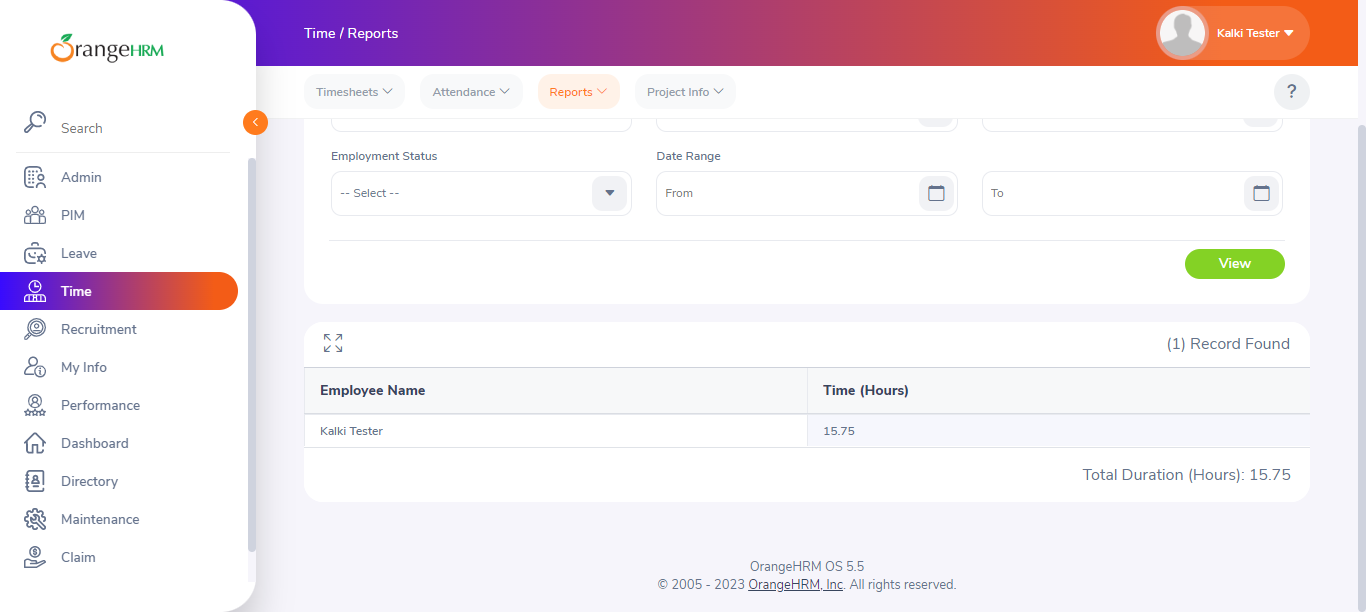 OrangeHRM
Time / Reports
Kalki Tester
Timesheets
Attendance
Reports
Project Info
?
Search
Admin
PIM
Leave
Time
Recruitment
My Info
Performance
Dashboard
Directory
Maintenance
Claim
Employment Status
Date Range
-- Select --
From
To
View
(1) Record Found
Employee Name Time (Hours)
Kalki Tester 15.75
Total Duration (Hours): 15.75
OrangeHRM OS 5.5
© 2005 - 2023 OrangeHRM, Inc. All rights reserved.